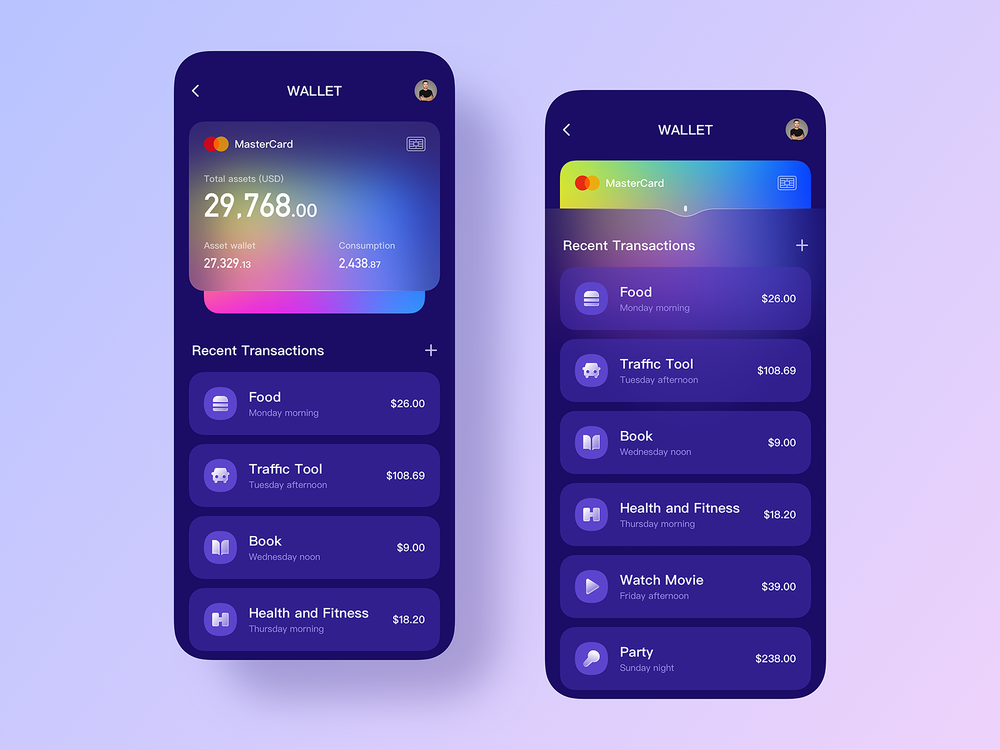 WALLET
MasterCard
Total assets (USD)
29,768.00
Asset wallet Consumption
27,329.13 2,438.87
Recent Transactions
Food
Monday morning
$26.00
Traffic Tool
Tuesday afternoon
$108.69
Book
Wednesday noon
$9.00
Health and Fitness
Thursday morning
$18.20
WALLET
MasterCard
Recent Transactions
Food
Monday morning
$26.00
Traffic Tool
Tuesday afternoon
$108.69
Book
Wednesday noon
$9.00
Health and Fitness
Thursday morning
$18.20
Watch Movie
Friday afternoon
$39.00
Party
Sunday night
$238.00